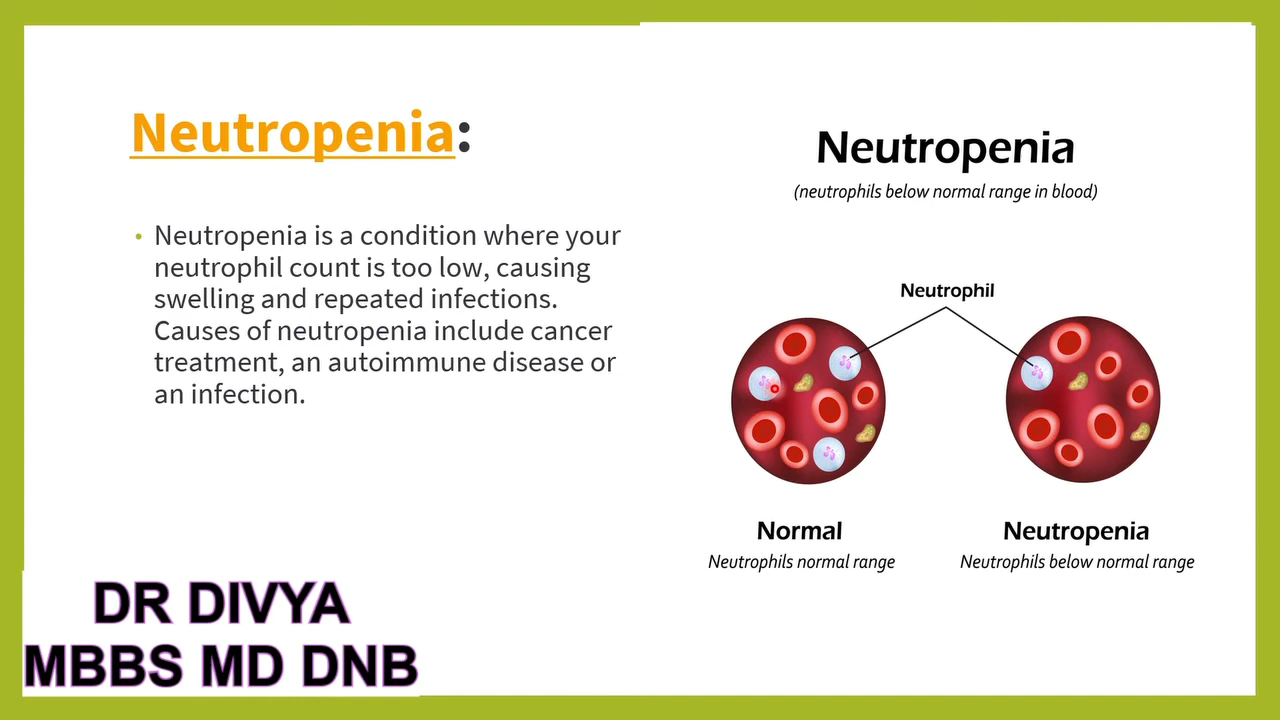 Neutropenia:
• Neutropenia is a condition where your
neutrophil count is too low, causing
swelling and repeated infections.
Causes of neutropenia include cancer
treatment, an autoimmune disease or
an infection.
DR DIVYA
MBBS MD DNB
Neutropenia
(neutrophils below normal range in blood)
Neutrophil
Normal
Neutrophils normal range
Neutropenia
Neutrophils below normal range